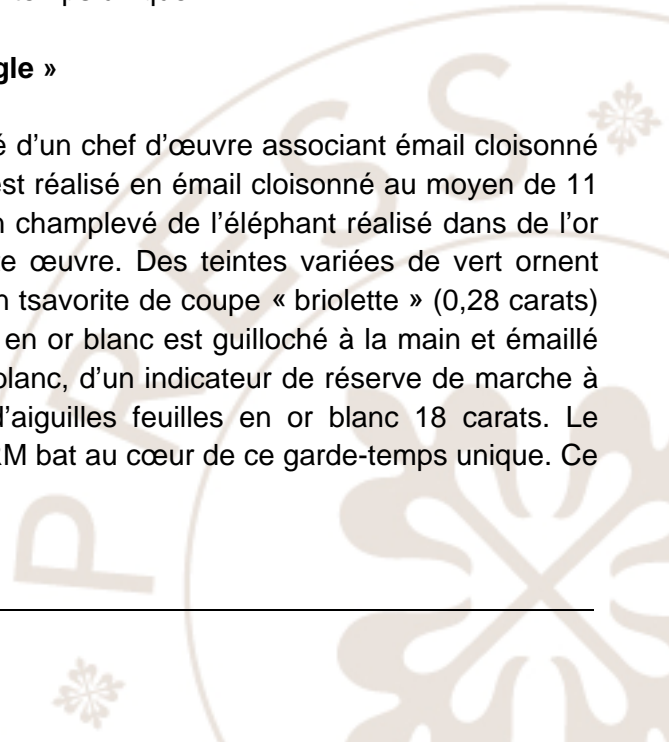 gle »
é d’un chef d’œuvre associant émail cloisonné
est réalisé en émail cloisonné au moyen de 11
champlevé de l’éléphant réalisé dans de l’or
œuvre. Des teintes variées de vert ornent
tsavorite de coupe « briolette » (0,28 carats)
en or blanc est guilloché à la main et émaillé
blanc, d’un indicateur de réserve de marche à
d’aiguilles feuilles en or blanc 18 carats. Le
bat au cœur de ce garde-temps unique. Ce
PRESS